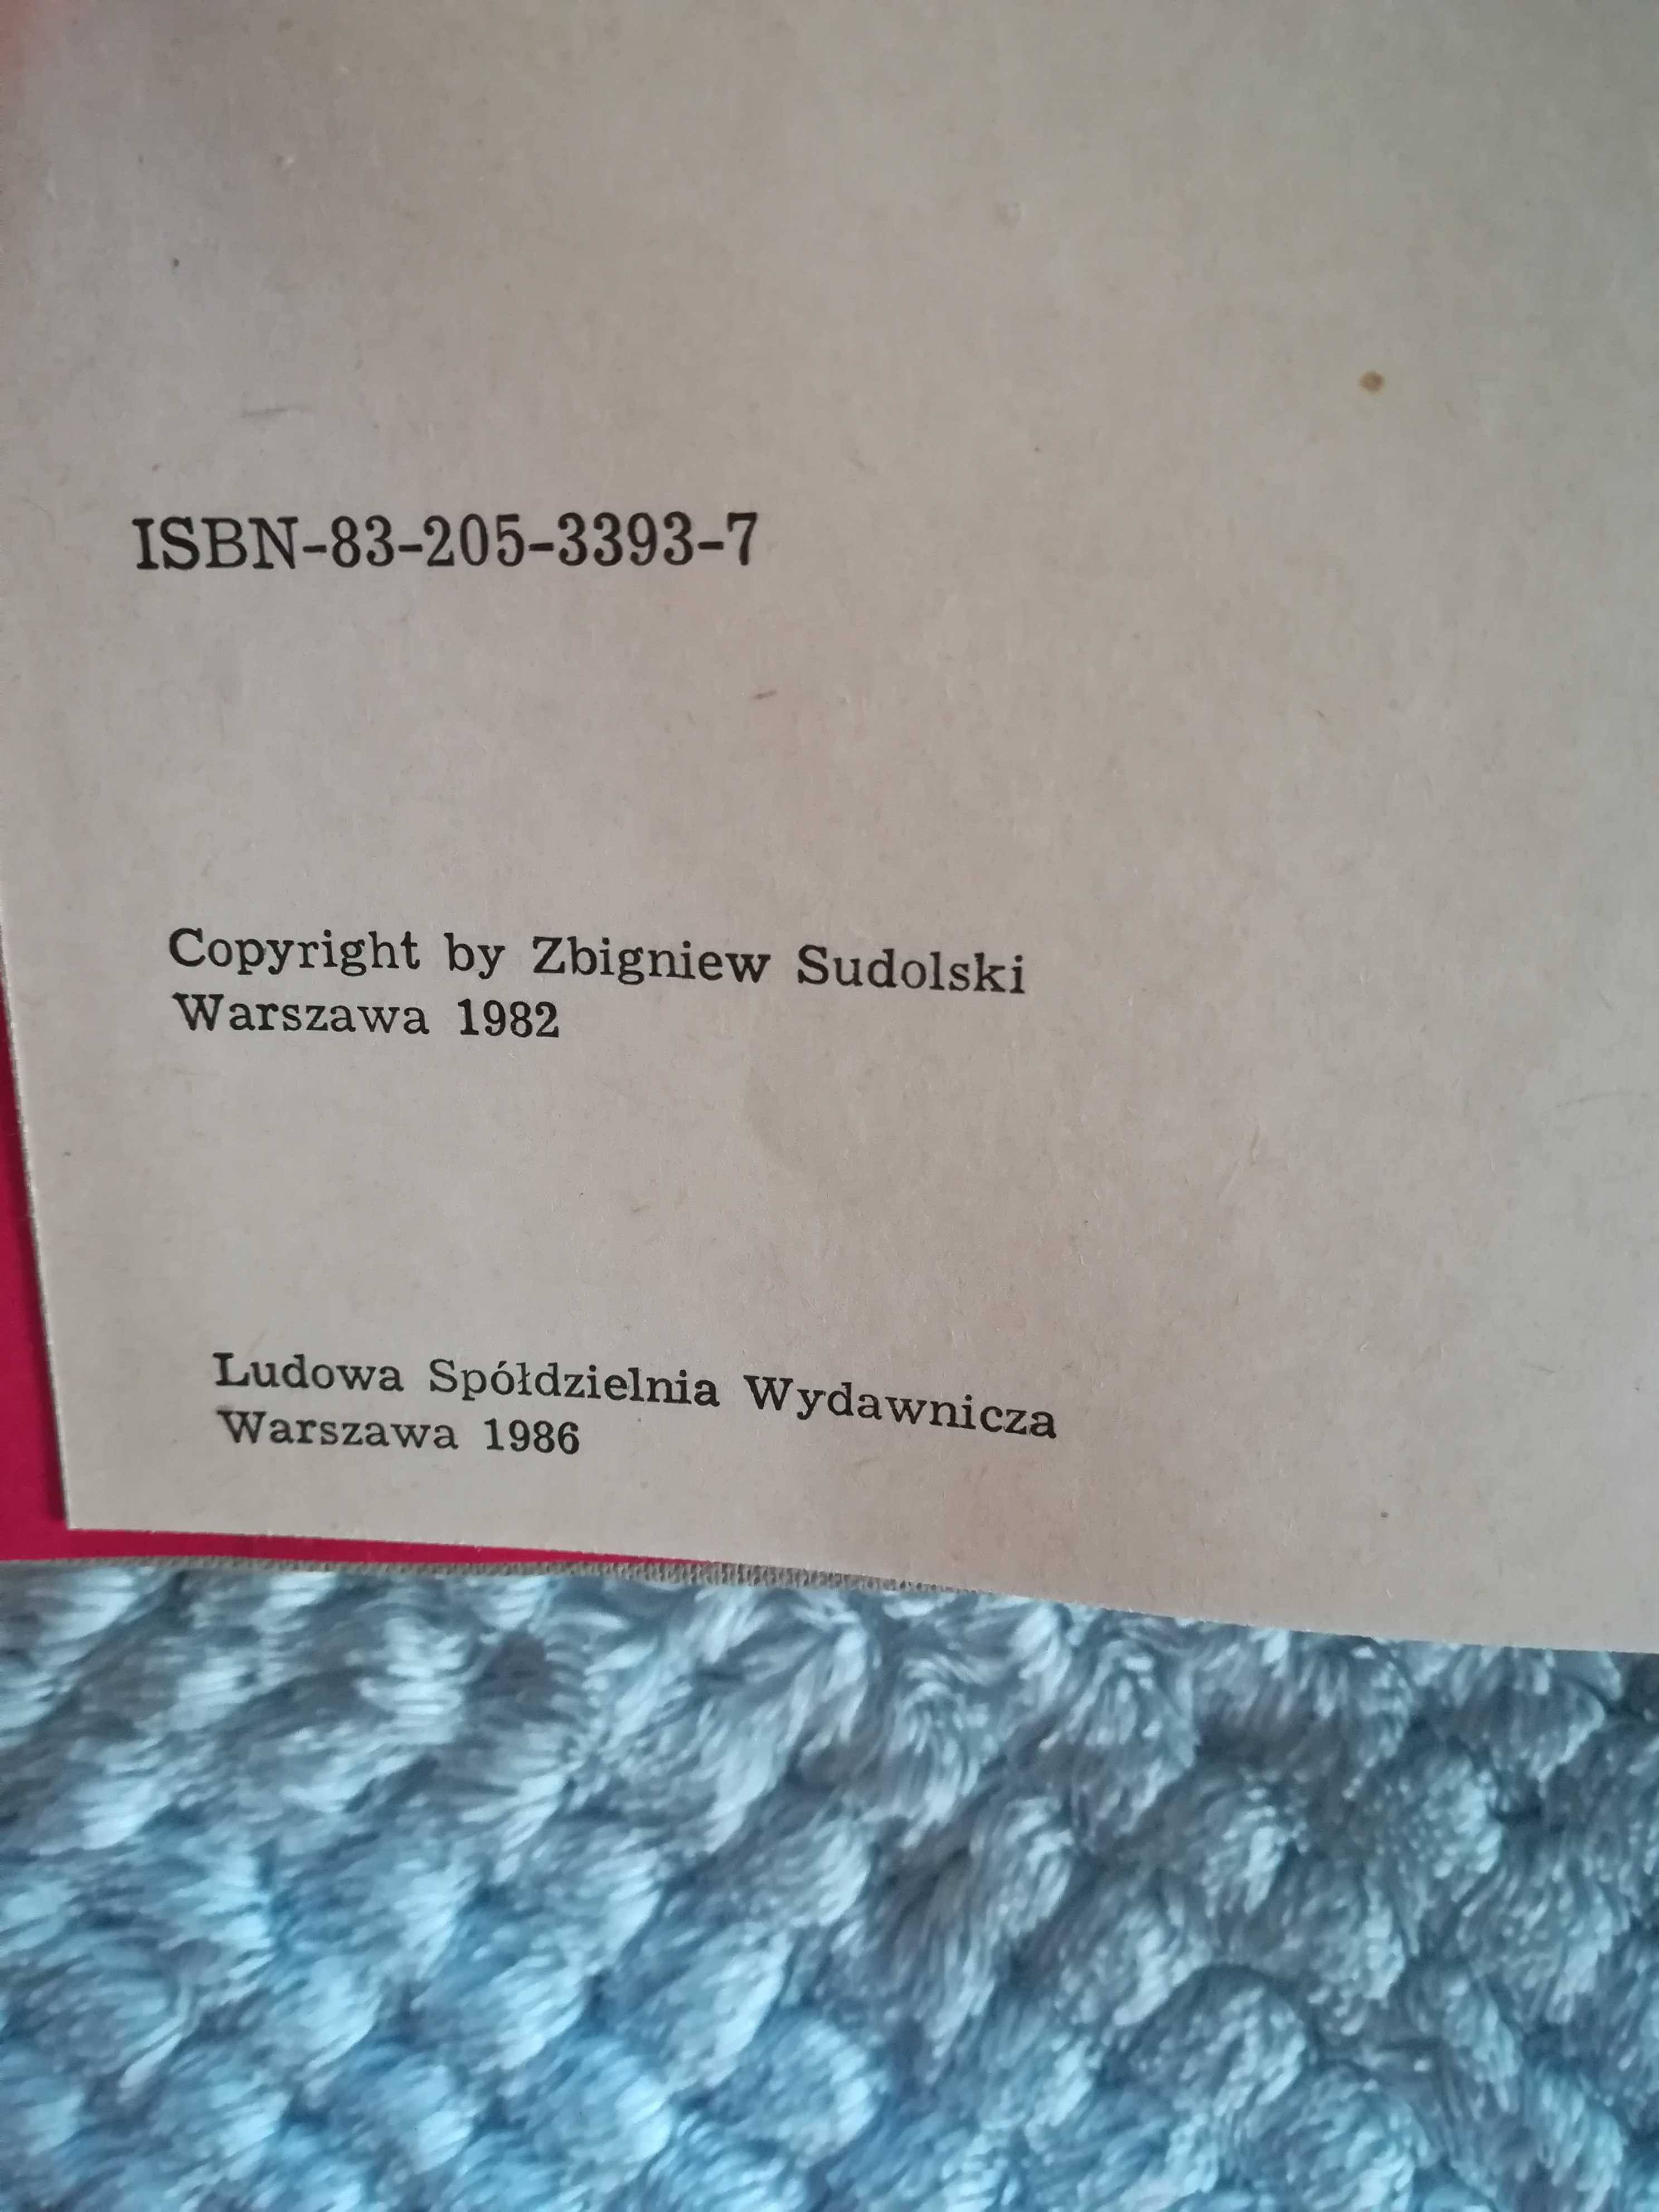 ISBN-83-205-3393-7
Copyright by Zbigniew Sudolski
Warszawa 1982
Ludowa Spółdzielnia Wydawnicza
Warszawa 1986